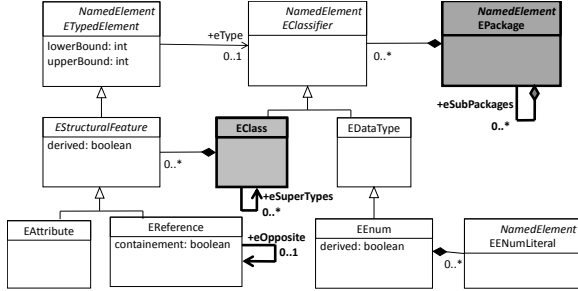 NamedElement
ETypedElement
lowerBound: int
upperBound: int
+eType
0..1
NamedElement
EClassifier
0..*
NamedElement
EPackage
+eSubPackages
0..*
EStructuralFeature
derived: boolean
0..*
EClass
+eSuperTypes
0..*
EDataType
EAttribute
EReference
containement: boolean
+eOpposite
0..1
EEnum
derived: boolean
0..*
NamedElement
EENumLiteral